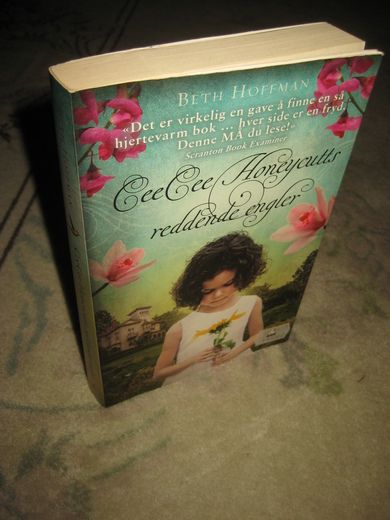 BETH HOFFMAN
«Det er virkelig en gave å finne en så
hjertevarm bok ... hver side er en fryd.
Denne MÅ du lese!»
Scranton Book Examiner
CeeCee Honeycutts
reddende engler